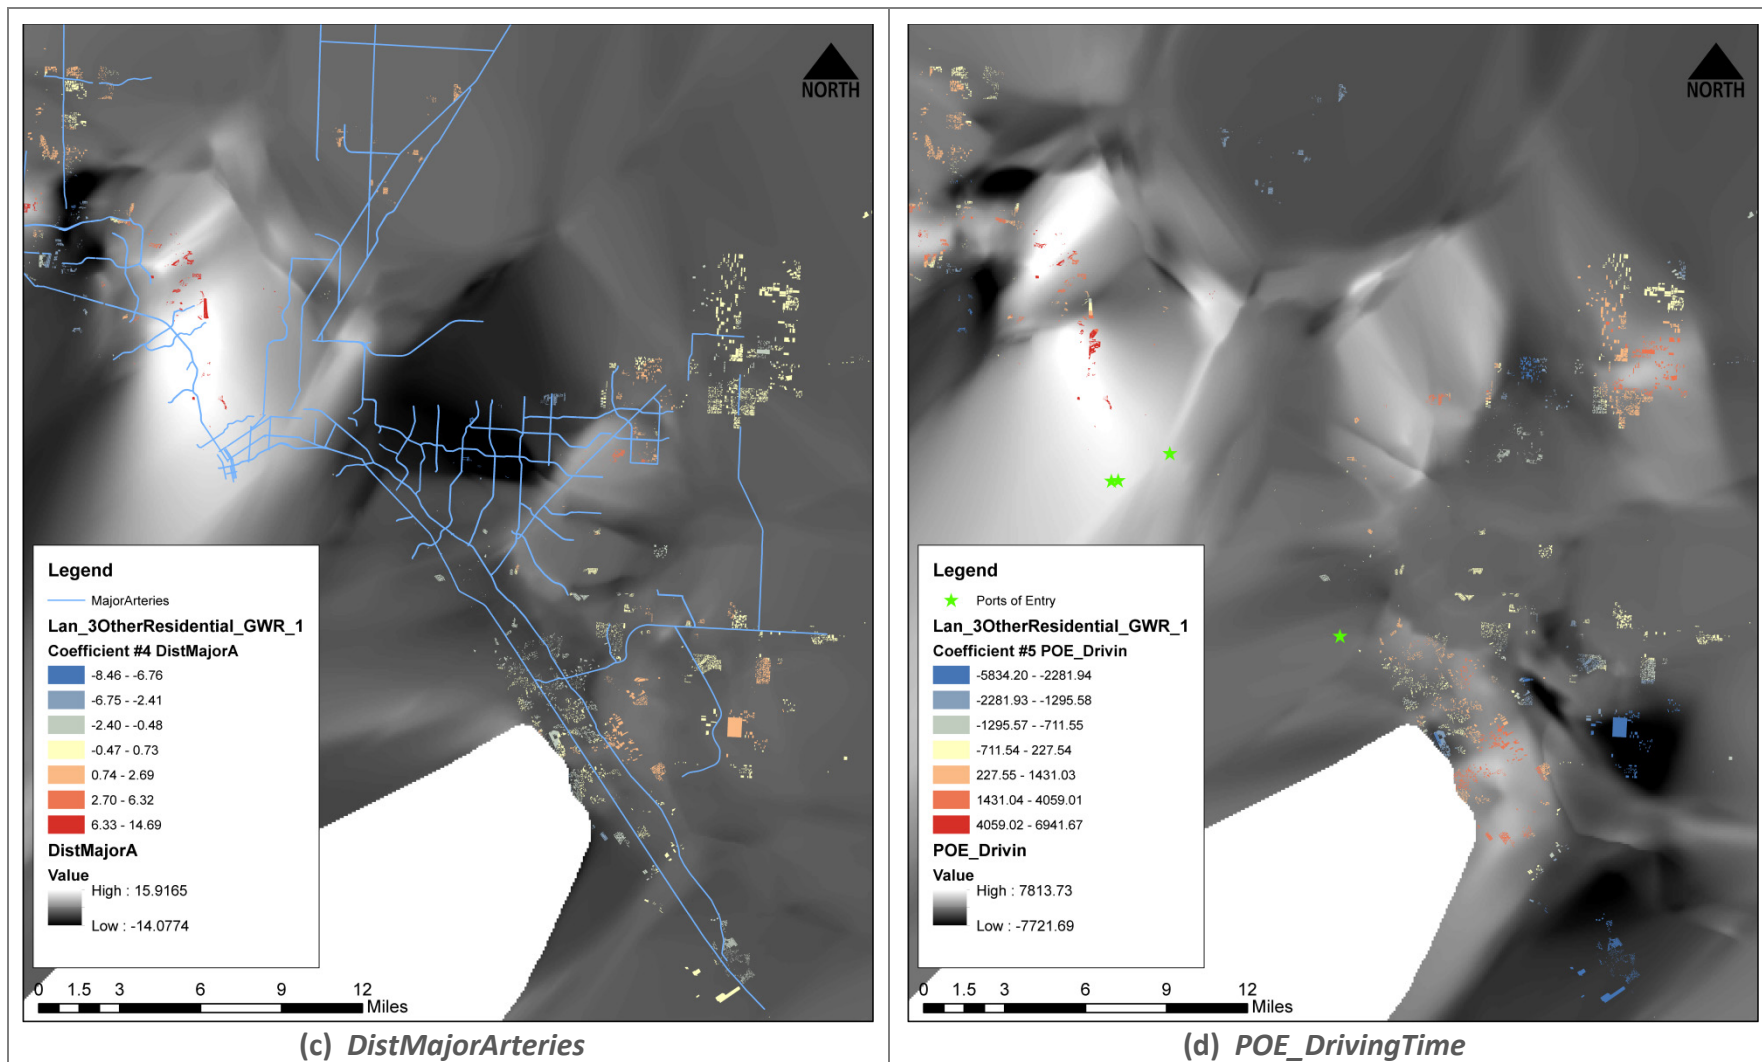 NORTH
Legend
MajorArteries
Lan_3OtherResidential_GWR_1
Coefficient #4 DistMajorA
-8.46 - -6.76
-6.75 - -2.41
-2.40 - -0.48
-0.47 - 0.73
0.74 - 2.69
2.70 - 6.32
6.33 - 14.69
DistMajorA
Value
High : 15.9165
Low : -14.0774
0 1.5 3 6 9 12
Miles
(c) DistMajorArteries
NORTH
Legend
Ports of Entry
Lan_3OtherResidential_GWR_1
Coefficient #5 POE_Drivin
-5834.20 - -2281.94
-2281.93 - -1295.58
-1295.57 - -711.55
-711.54 - 227.54
227.55 - 1431.03
1431.04 - 4059.01
4059.02 - 6941.67
POE_Drivin
Value
High : 7813.73
Low : -7721.69
0 1.5 3 6 9 12
Miles
(d) POE_DrivingTime